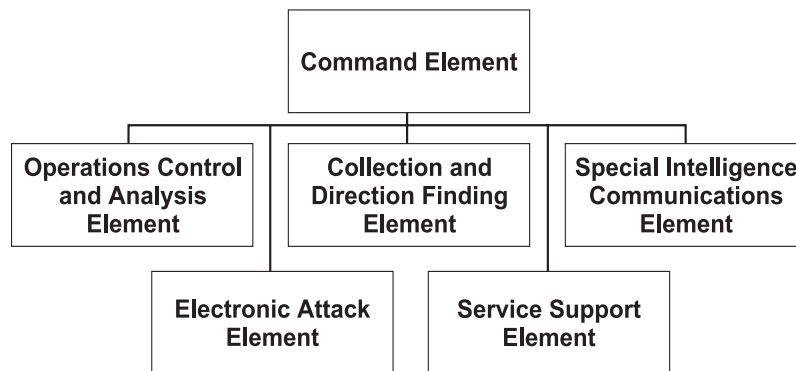 Command Element
Operations Control
and Analysis
Element
Collection and
Direction Finding
Element
Special Intelligence
Communications
Element
Electronic Attack
Element
Service Support
Element